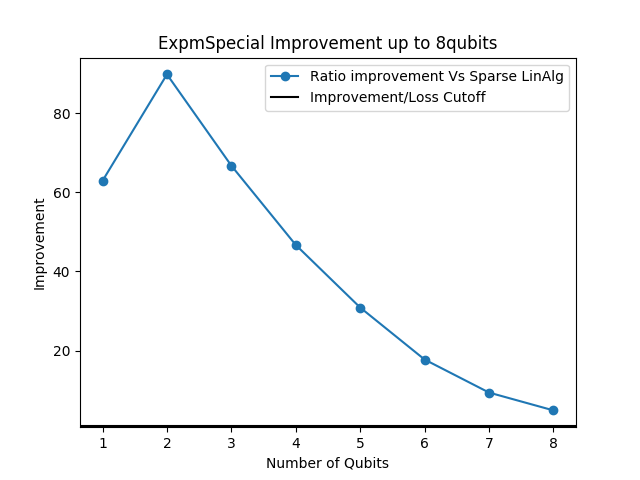 ExpmSpecial Improvement up to 8qubits
Ratio improvement Vs Sparse LinAlg
Improvement/Loss Cutoff
Improvement
80
60
40
20
1 2 3 4 5 6 7 8
Number of Qubits